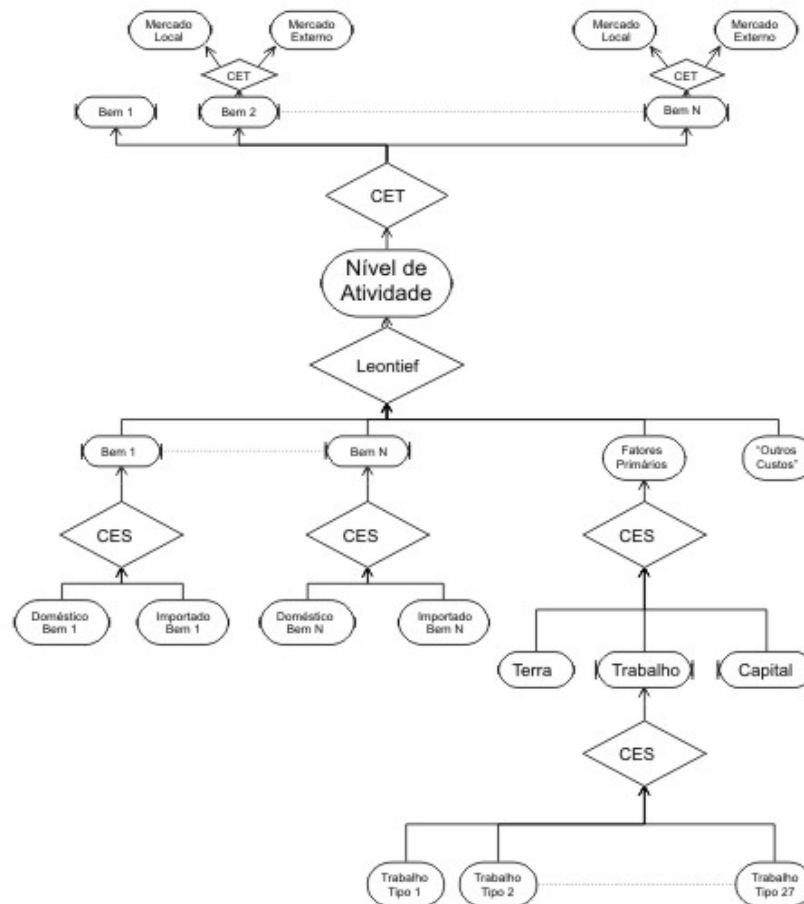 Mercado
Local
Mercado
Externo
Mercado
Local
Mercado
Externo
CET
CET
Bem 1
Bem 2
Bem N
CET
Nível de
Atividade
Leontief
Bem 1
Bem N
Fatores
Primários
"Outros
Custos"
CES
CES
CES
Doméstico
Bem 1
Importado
Bem 1
Doméstico
Bem N
Importado
Bem N
Terra
Trabalho
Capital
CES
Trabalho
Tipo 1
Trabalho
Tipo 2
Trabalho
Tipo 27